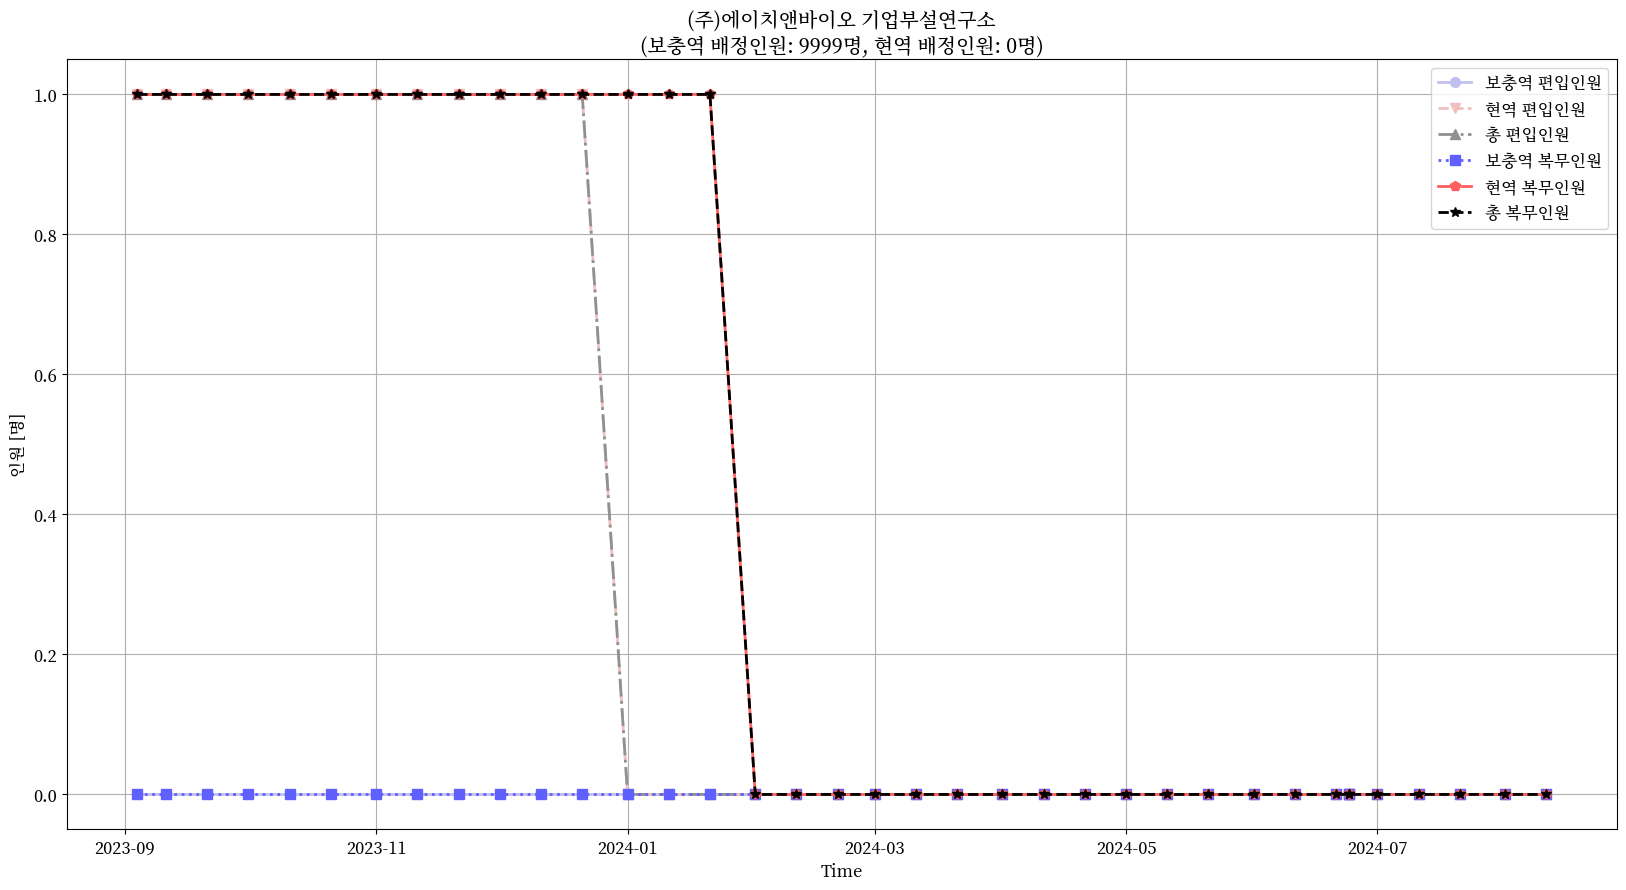 (주)에이치앤바이오 기업부설연구소
(보충역 배정인원: 9999명, 현역 배정인원: 0명)
보충역 편입인원
현역 편입인원
총 편입인원
보충역 복무인원
현역 복무인원
총 복무인원
인원 [명]
1.0
0.8
0.6
0.4
0.2
0.0
2023-09
2023-11
2024-01
2024-03
2024-05
2024-07
Time